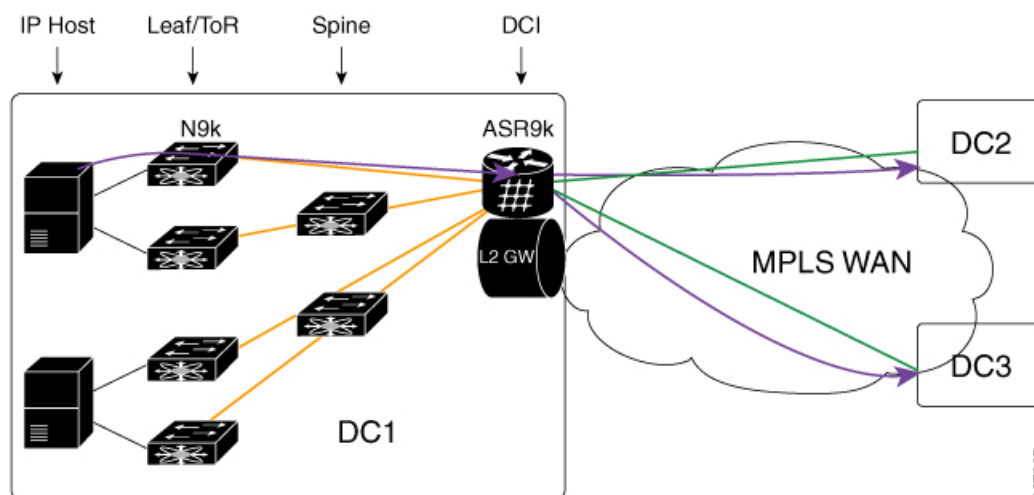 IP Host
Leaf/ToR
Spine
DCI
N9k
ASR9k
DC2
L2 GW
MPLS WAN
DC3
DC1